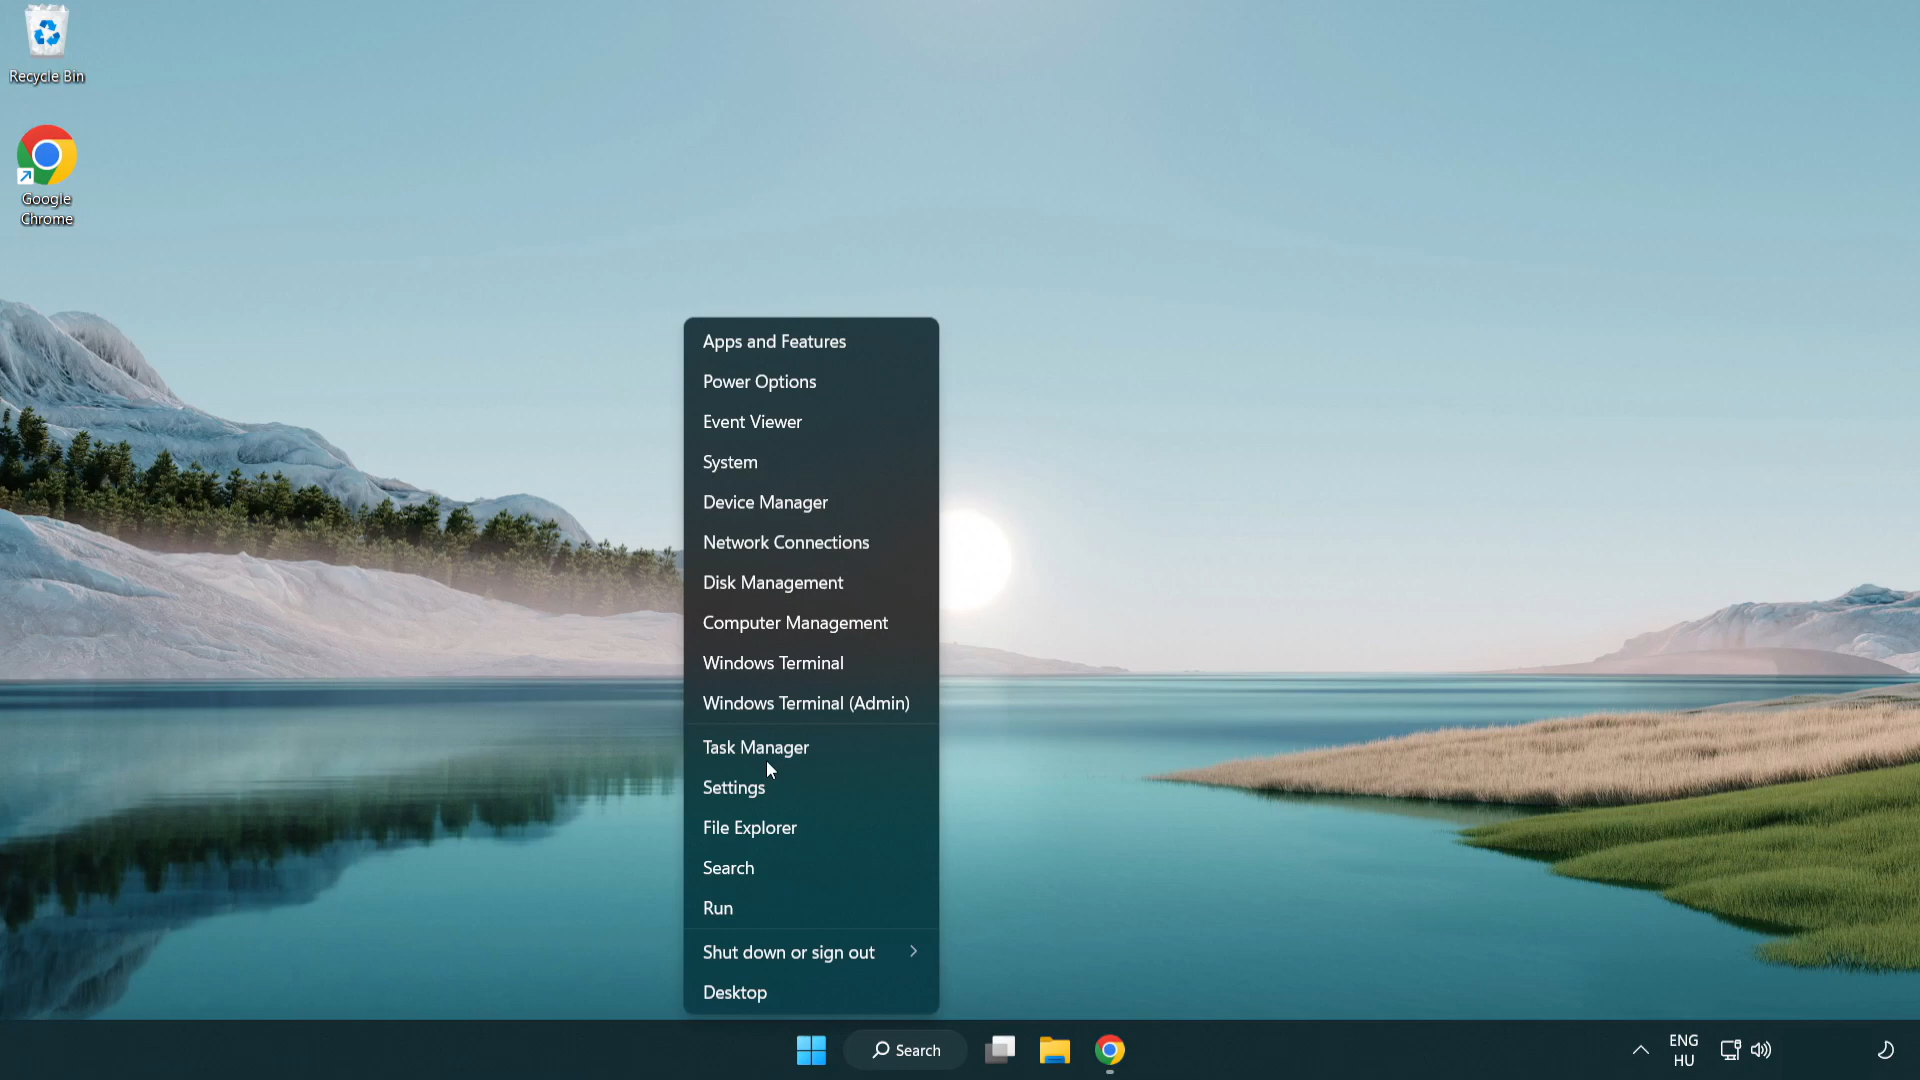 Recycle Bin
Google
Chrome
Apps and Features
Power Options
Event Viewer
System
Device Manager
Network Connections
Disk Management
Computer Management
Windows Terminal
Windows Terminal (Admin)
Task Manager
Settings
File Explorer
Search
Run
Shut down or sign out
Desktop
Search
ENG
HU